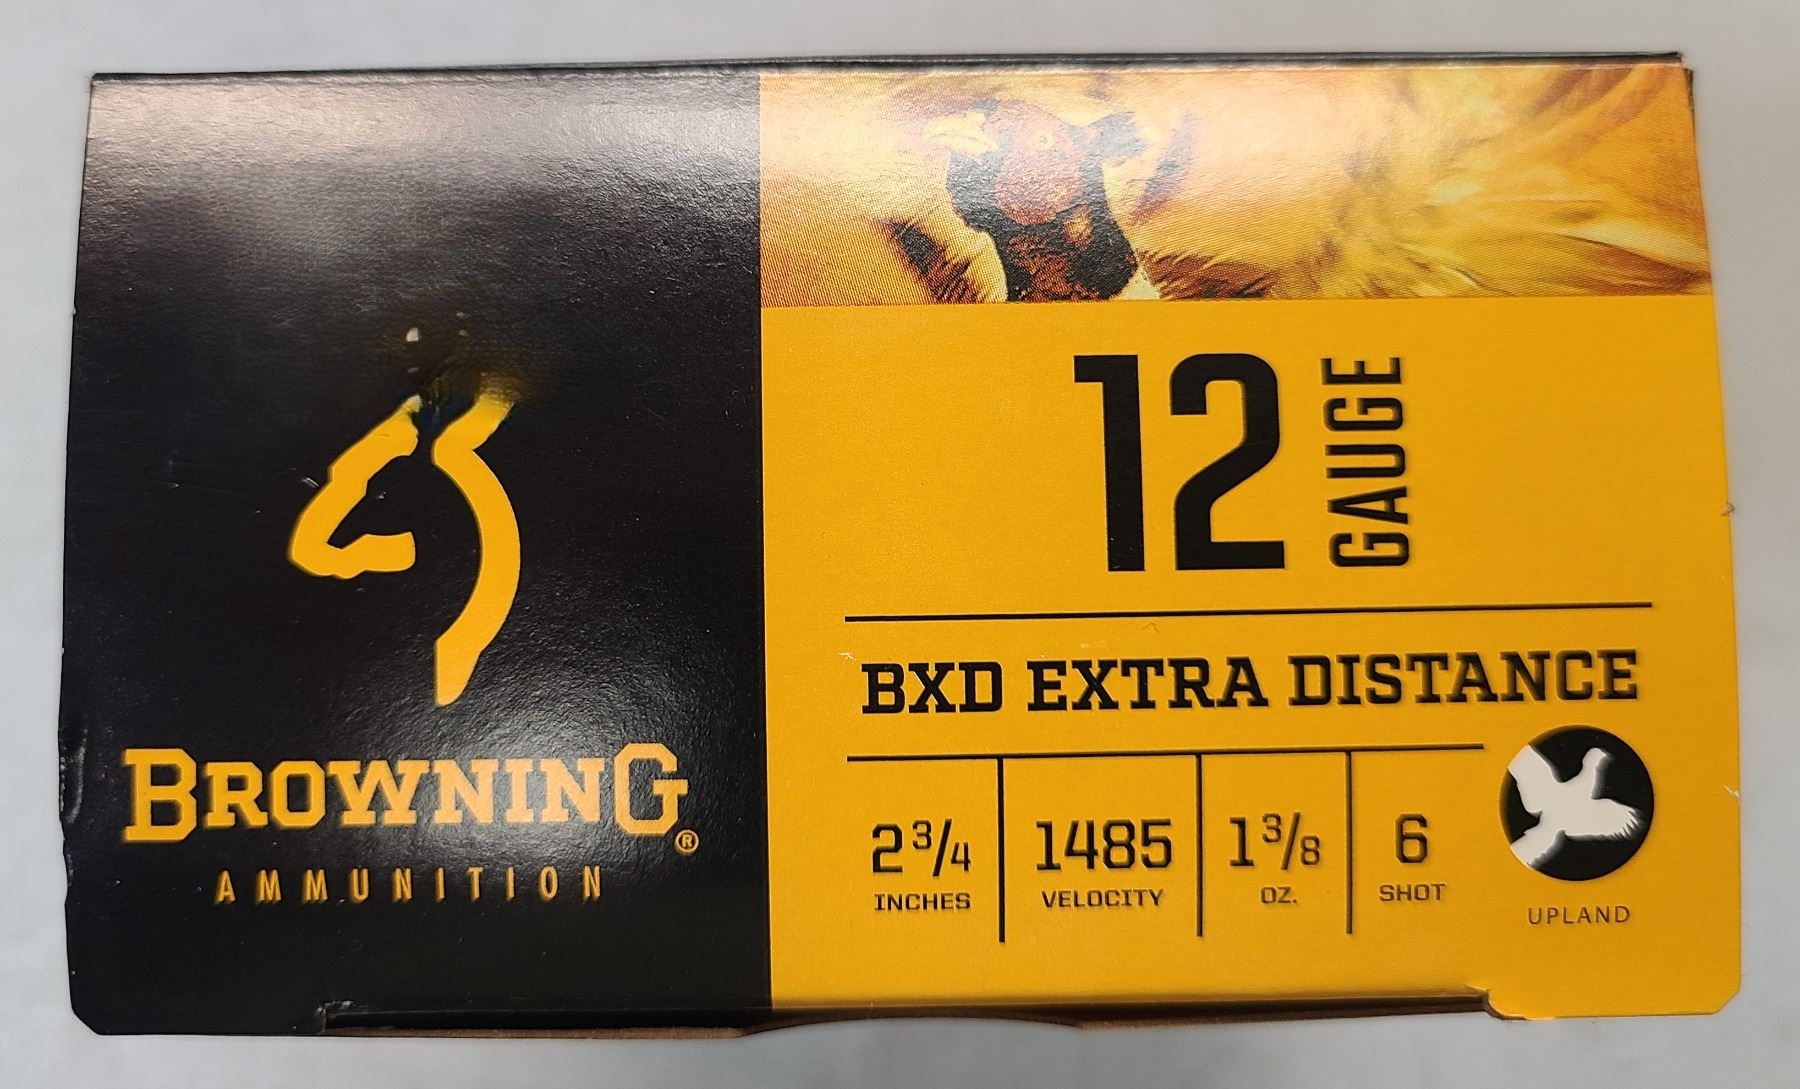 BROWNING®
AMMUNITION
12 GAUGE
BXD EXTRA DISTANCE
2 3/4 INCHES
1485 VELOCITY
1 3/8 OZ.
6 SHOT
UPLAND